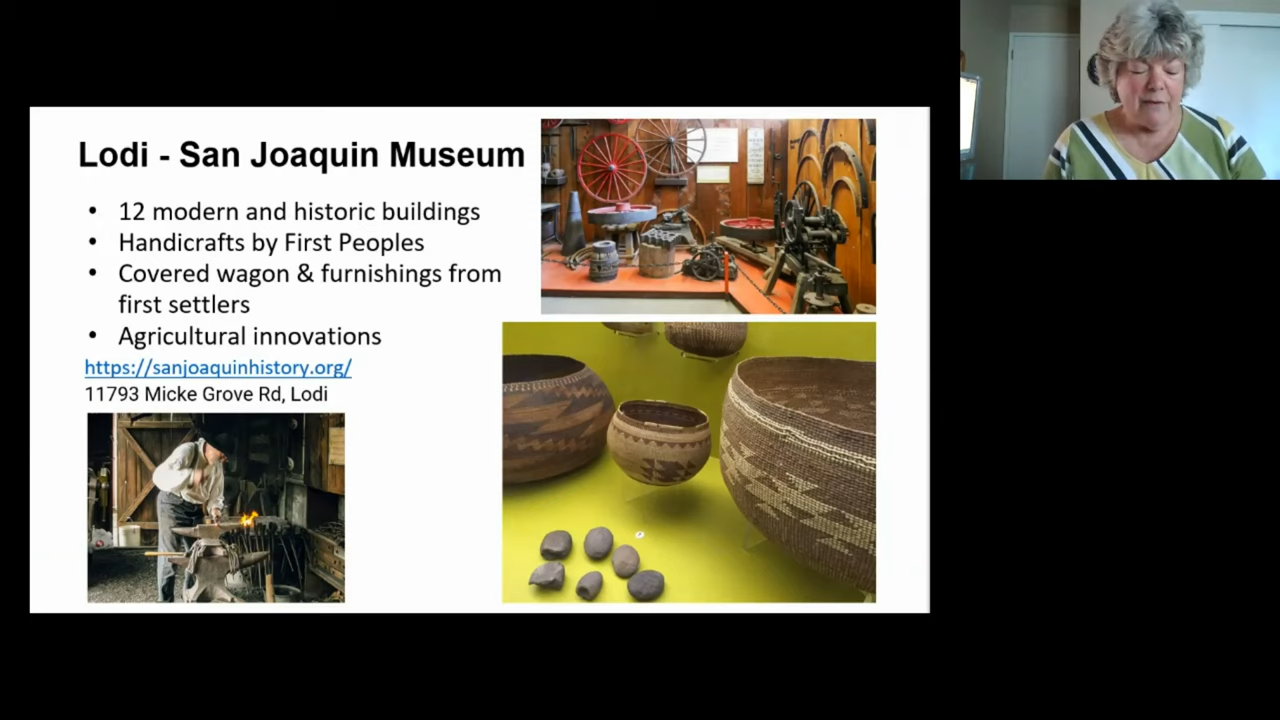 Lodi - San Joaquin Museum
• 12 modern and historic buildings
• Handicrafts by First Peoples
• Covered wagon & furnishings from
first settlers
• Agricultural innovations
https://sanjoaquinhistory.org/
11793 Micke Grove Rd, Lodi